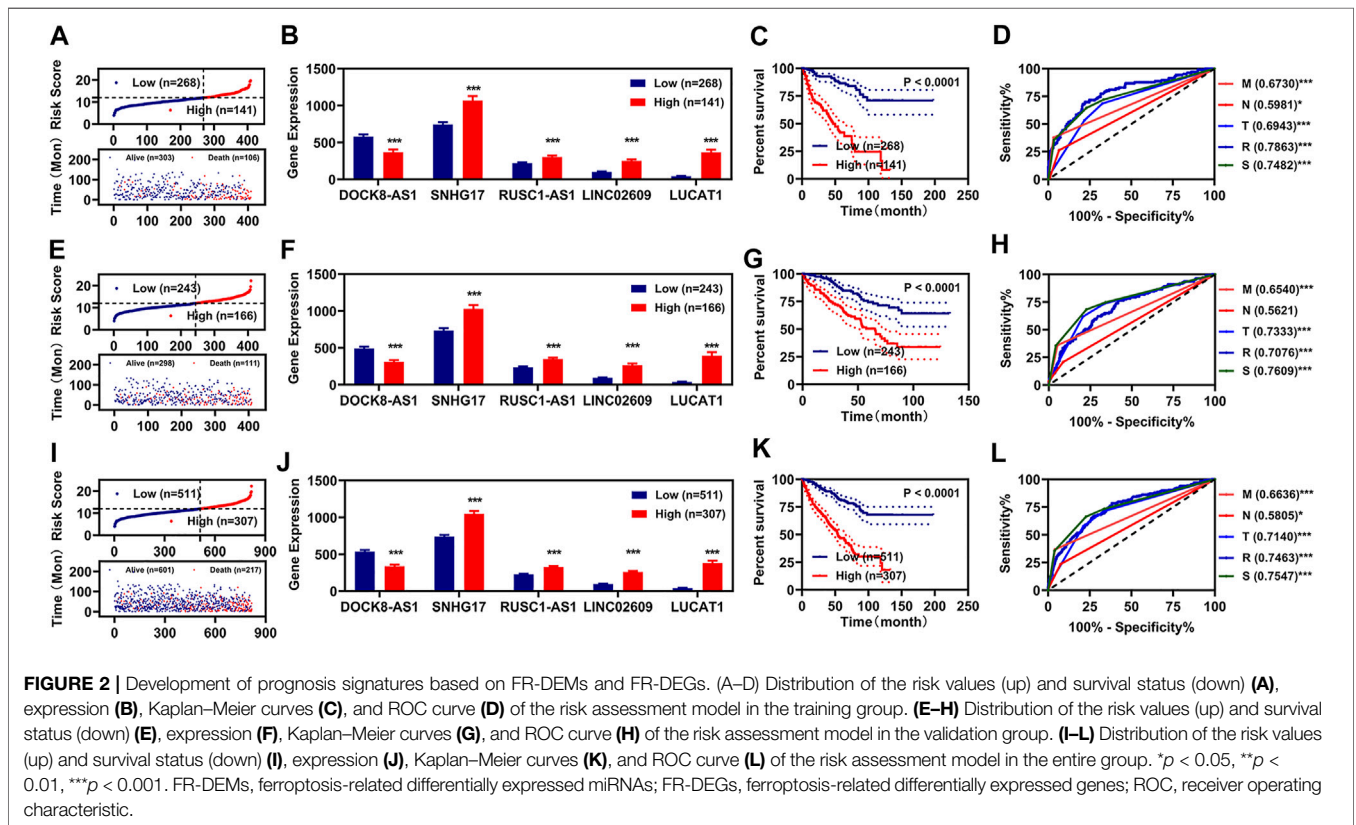 A
Risk Score
20
10
0
Low (n=268)
High (n=141)
0 100 200 300 400
Time (Mon)
200
100
0
Alive (n=303) Death (n=106)
0 100 200 300 400
B
Gene Expression
1500
1000
500
0
Low (n=268)
High (n=141)
*** *** *** *** ***
DOCK8-AS1 SNHG17 RUSC1-AS1 LINC02609 LUCAT1
C
Percent survival
100
75
50
25
0
P < 0.0001
Low (n=268)
High (n=141)
0 50 100 150 200 250
Time (month)
D
Sensitivity%
100
75
50
25
0
0 25 50 75 100
100% - Specificity%
M (0.6730)***
N (0.5981)*
T (0.6943)***
R (0.7863)***
S (0.7482)***
E
Risk Score
20
10
0
Low (n=243)
High (n=166)
0 100 200 300 400
Time (Mon)
200
100
0
Alive (n=298) Death (n=111)
0 100 200 300 400
F
Gene Expression
1500
1000
500
0
Low (n=243)
High (n=166)
*** *** *** *** ***
DOCK8-AS1 SNHG17 RUSC1-AS1 LINC02609 LUCAT1
G
Percent survival
100
75
50
25
0
P < 0.0001
Low (n=243)
High (n=166)
0 50 100 150
Time (month)
H
Sensitivity%
100
75
50
25
0
0 25 50 75 100
100% - Specificity%
M (0.6540)***
N (0.5621)
T (0.7333)***
R (0.7076)***
S (0.7609)***
I
Risk Score
20
10
0
Low (n=511)
High (n=307)
0 300 600 900
Time (Mon)
200
100
0
Alive (n=601) Death (n=217)
0 300 600 900
J
Gene Expression
1500
1000
500
0
Low (n=511)
High (n=307)
*** *** *** *** ***
DOCK8-AS1 SNHG17 RUSC1-AS1 LINC02609 LUCAT1
K
Percent survival
100
75
50
25
0
P < 0.0001
Low (n=511)
High (n=307)
0 50 100 150 200 250
Time (month)
L
Sensitivity%
100
75
50
25
0
0 25 50 75 100
100% - Specificity%
M (0.6636)***
N (0.5805)*
T (0.7140)***
R (0.7463)***
S (0.7547)***
FIGURE 2 | Development of prognosis signatures based on FR-DEMs and FR-DEGs. (A–D) Distribution of the risk values (up) and survival status (down) (A),
expression (B), Kaplan–Meier curves (C), and ROC curve (D) of the risk assessment model in the training group. (E–H) Distribution of the risk values (up) and survival
status (down) (E), expression (F), Kaplan–Meier curves (G), and ROC curve (H) of the risk assessment model in the validation group. (I–L) Distribution of the risk values
(up) and survival status (down) (I), expression (J), Kaplan–Meier curves (K), and ROC curve (L) of the risk assessment model in the entire group. *p < 0.05, **p <
0.01, ***p < 0.001. FR-DEMs, ferroptosis-related differentially expressed miRNAs; FR-DEGs, ferroptosis-related differentially expressed genes; ROC, receiver operating
characteristic.